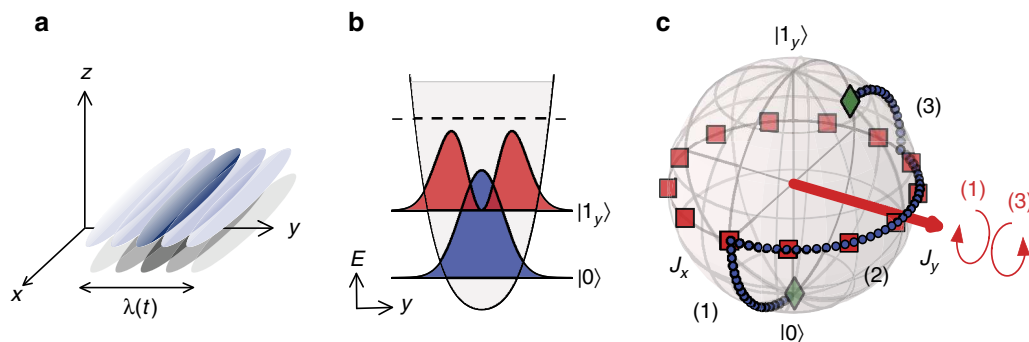 a
z
y
x
λ(t)
b
|1y⟩
|0⟩
E
y
c
|1y⟩
(3)
(1)
(3)
Jx
Jy
(2)
(1)
|0⟩